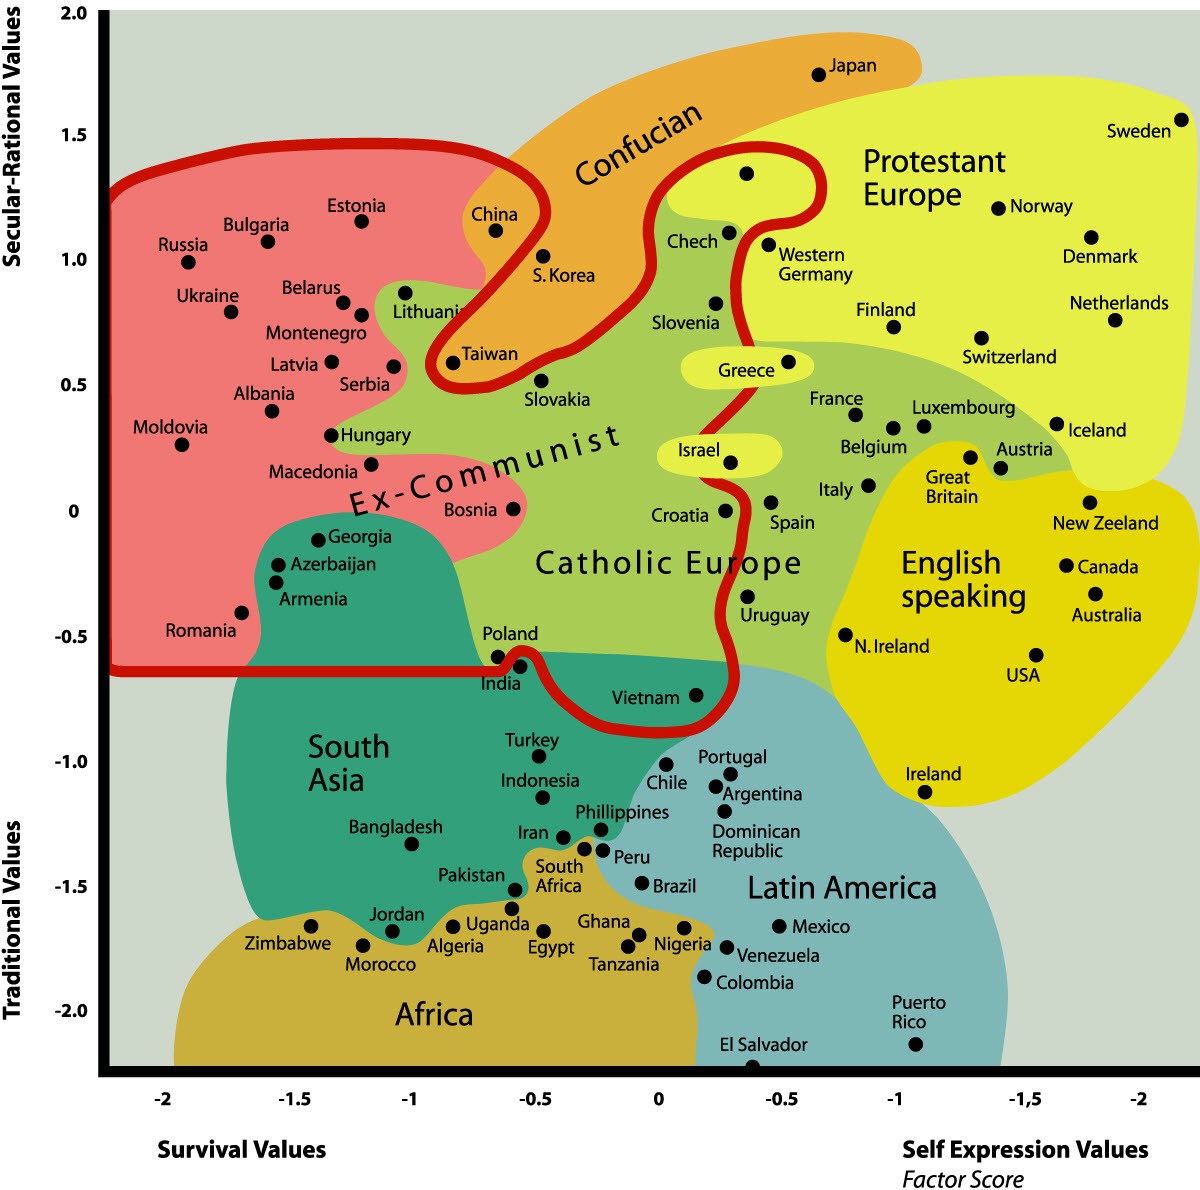 Secular-Rational Values
Traditional Values
2.0
1.5
1.0
0.5
0
-0.5
-1.0
-1.5
-2.0
Japan
Confucian
Sweden
Protestant
Europe
Norway
Denmark
Netherlands
Finland
Switzerland
Iceland
Western
Germany
China
S. Korea
Taiwan
Estonia
Bulgaria
Russia
Ukraine
Belarus
Montenegro
Lithuani
Latvia
Serbia
Albania
Moldovia
Hungary
Macedonia
Bosnia
Ex-Communist
Chech
Slovenia
Greece
Slovakia
Israel
Croatia
Spain
France
Belgium
Luxembourg
Italy
Austria
Catholic Europe
Uruguay
Poland
India
Vietnam
Georgia
Azerbaijan
Armenia
Romania
Great
Britain
New Zeeland
English
speaking
Canada
Australia
N. Ireland
USA
Ireland
South
Asia
Turkey
Indonesia
Phillippines
Iran
Bangladesh
Pakistan
Jordan
South
Africa
Uganda
Zimbabwe
Morocco
Algeria
Egypt
Ghana
Tanzania
Nigeria
Africa
Chile
Portugal
Argentina
Dominican
Republic
Peru
Brazil
Latin America
Mexico
Venezuela
Colombia
Puerto
Rico
El Salvador
-2
-1.5
-1
-0.5
0
-0.5
-1
-1,5
-2
Survival Values
Self Expression Values
Factor Score